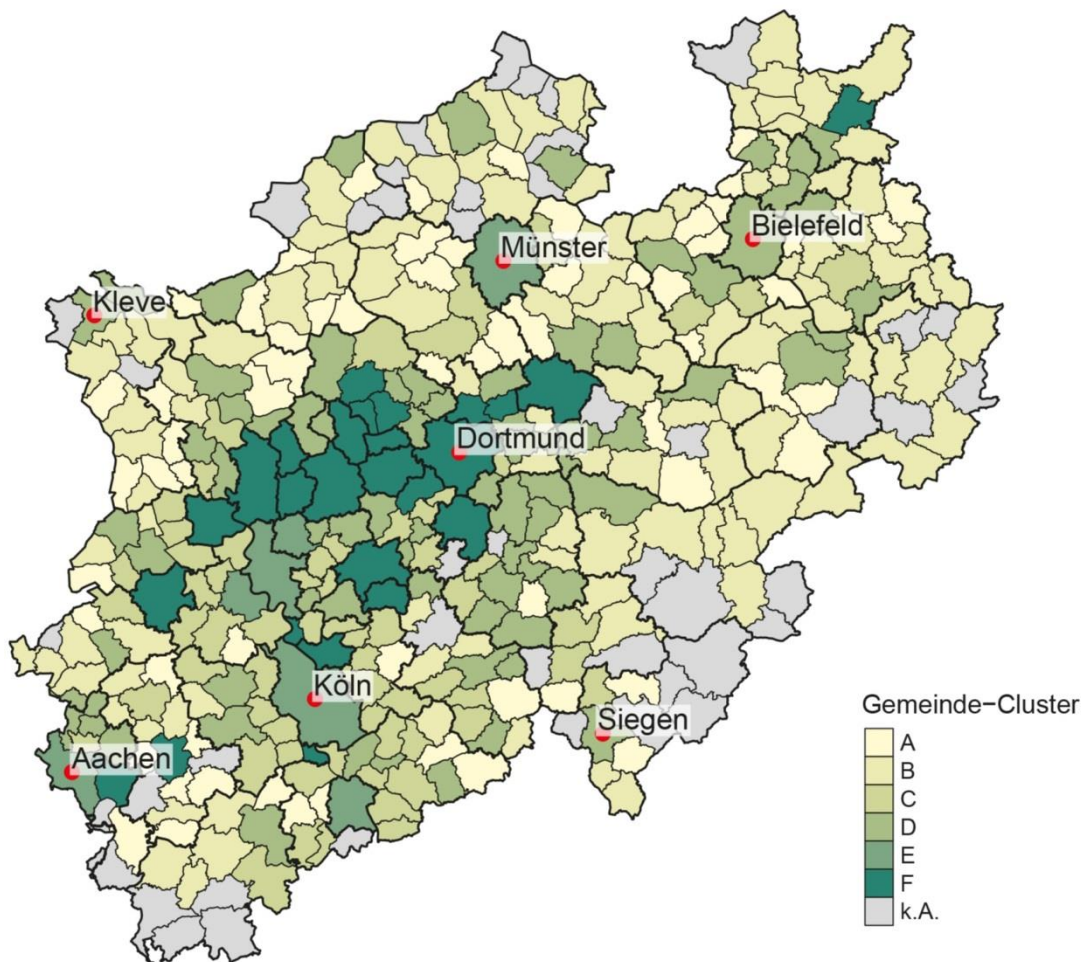 Bielefeld
Münster
Kleve
Dortmund
Köln
Siegen
Aachen
Gemeinde−Cluster
A
B
C
D
E
F
k.A.